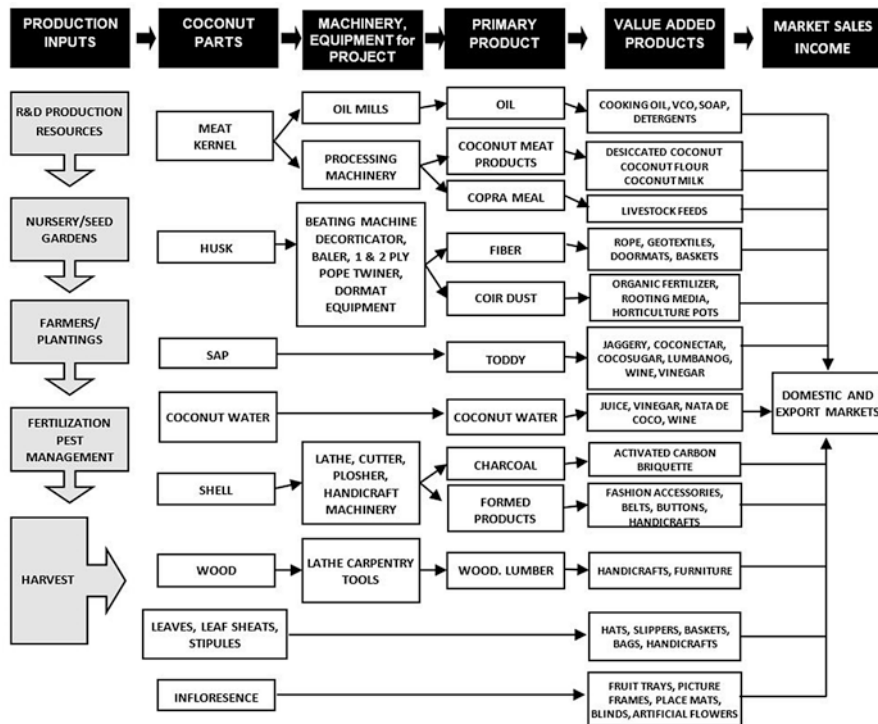 PRODUCTION
INPUTS
COCONUT
PARTS
MACHINERY,
EQUIPMENT for
PROJECT
PRIMARY
PRODUCT
VALUE ADDED
PRODUCTS
MARKET SALES
INCOME
R&D PRODUCTION
RESOURCES
NURSERY/SEED
GARDENS
FARMERS/
PLANTINGS
FERTILIZATION
PEST
MANAGEMENT
HARVEST
MEAT
KERNEL
HUSK
SAP
COCONUT WATER
SHELL
WOOD
LEAVES, LEAF SHEATS,
STIPULES
INFLORESENCE
OIL MILLS
PROCESSING
MACHINERY
BEATING MACHINE
DECORTICATOR,
BALER, 1 & 2 PLY
POPE TWINER,
DORMAT
EQUIPMENT
LATHE, CUTTER,
PLOSHER,
HANDICRAFT
MACHINERY
LATHE CARPENTRY
TOOLS
OIL
COCONUT MEAT
PRODUCTS
COPRA MEAL
FIBER
COIR DUST
TODDY
COCONUT WATER
CHARCOAL
FORMED
PRODUCTS
WOOD. LUMBER
COOKING OIL, VCO, SOAP,
DETERGENTS
DESICCATED COCONUT
COCONUT FLOUR
COCONUT MILK
LIVESTOCK FEEDS
ROPE, GEOTEXTILES,
DOORMATS, BASKETS
ORGANIC FERTILIZER,
ROOTING MEDIA,
HORTICULTURE POTS
JAGGERY, COCONECTAR,
COCOSUGAR, LUMBANOG,
WINE, VINEGAR
JUICE, VINEGAR, NATA DE
COCO, WINE
ACTIVATED CARBON
BRIQUETTE
FASHION ACCESSORIES,
BELTS, BUTTONS,
HANDICRAFTS
HANDICRAFTS, FURNITURE
HATS, SLIPPERS, BASKETS,
BAGS, HANDICRAFTS
FRUIT TRAYS, PICTURE
FRAMES, PLACE MATS,
BLINDS, ARTIFICIAL FLOWERS
DOMESTIC AND
EXPORT MARKETS